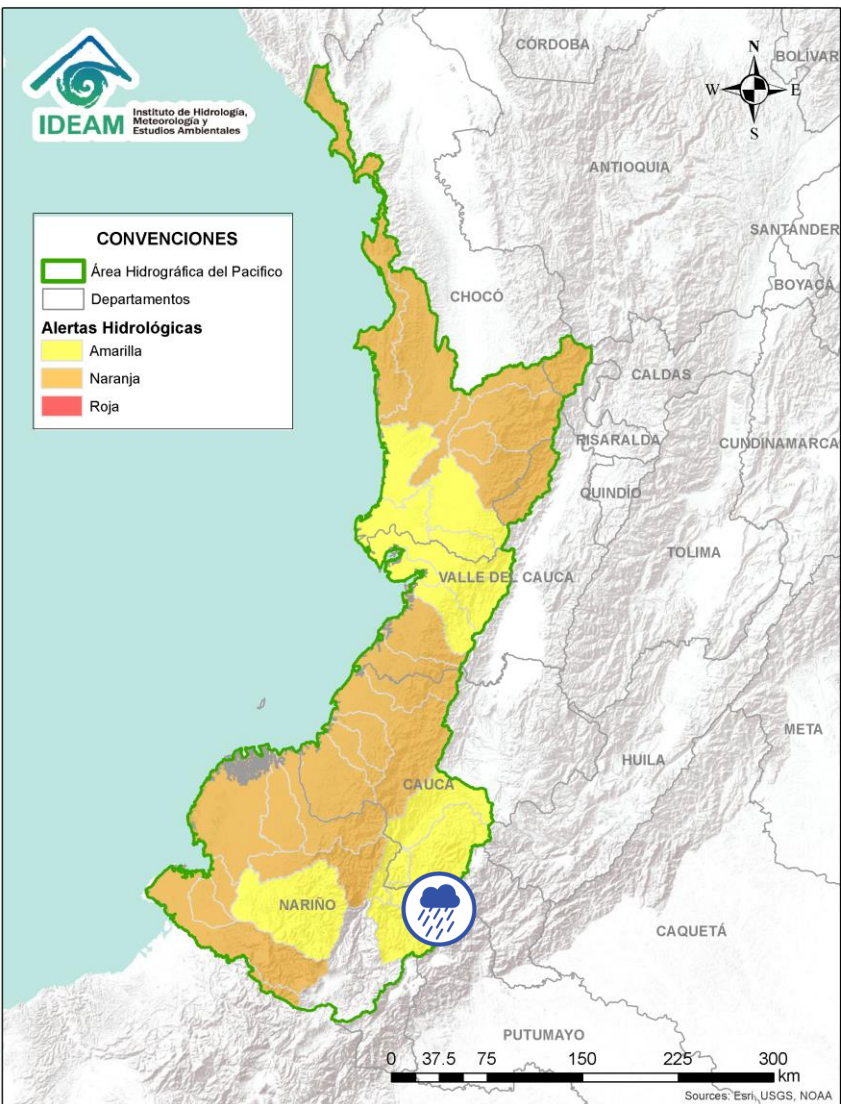 IDEAM
Instituto de Hidrología,
Meteorología y
Estudios Ambientales
CÓRDOBA
BOLÍVAR
N
W
E
S
ANTIOQUIA
SANTANDER
BOYACÁ
CONVENCIONES
Área Hidrográfica del Pacifico
Departamentos
Alertas Hidrológicas
Amarilla
Naranja
Roja
CHOCÓ
CALDAS
RISARALDA
CUNDINAMARCA
QUINDÍO
TOLIMA
VALLE DEL CAUCA
META
HUILA
CAUCA
NARIÑO
CAQUETÁ
PUTUMAYO
0 37.5 75 150 225 300
km
Sources: Esri, USGS, NOAA